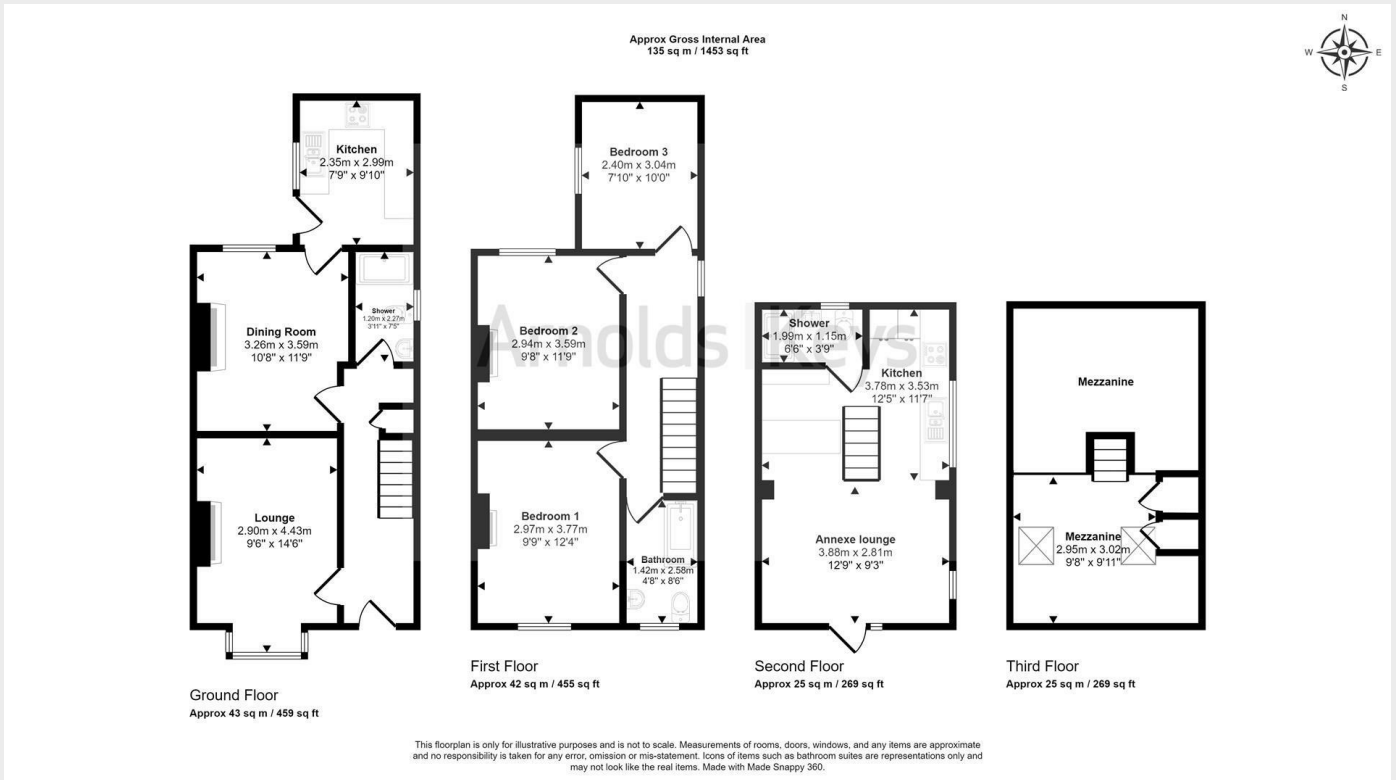 Approx Gross Internal Area
135 sq m / 1453 sq ft
N
W
E
S
Kitchen
2.35m x 2.99m
7'9" x 9'10"
Dining Room
3.26m x 3.59m
10'8" x 11'9"
Shower
1.20m x 2.27m
3'11" x 7'5"
Lounge
2.90m x 4.43m
9'6" x 14'6"
Ground Floor
Approx 43 sq m / 459 sq ft
Bedroom 3
2.40m x 3.04m
7'10" x 10'0"
Bedroom 2
2.94m x 3.59m
9'8" x 11'9"
Bedroom 1
2.97m x 3.77m
9'9" x 12'4"
Bathroom
1.42m x 2.58m
4'8" x 8'6"
First Floor
Approx 42 sq m / 455 sq ft
Shower
1.99m x 1.15m
6'6" x 3'9"
Kitchen
3.78m x 3.53m
12'5" x 11'7"
Annexe lounge
3.88m x 2.81m
12'9" x 9'3"
Second Floor
Approx 25 sq m / 269 sq ft
Mezzanine
Mezzanine
2.95m x 3.02m
9'8" x 9'11"
Third Floor
Approx 25 sq m / 269 sq ft
Arnolds | Keys
This floorplan is only for illustrative purposes and is not to scale. Measurements of rooms, doors, windows, and any items are approximate
and no responsibility is taken for any error, omission or mis-statement. Icons of items such as bathroom suites are representations only and
may not look like the real items. Made with Made Snappy 360.